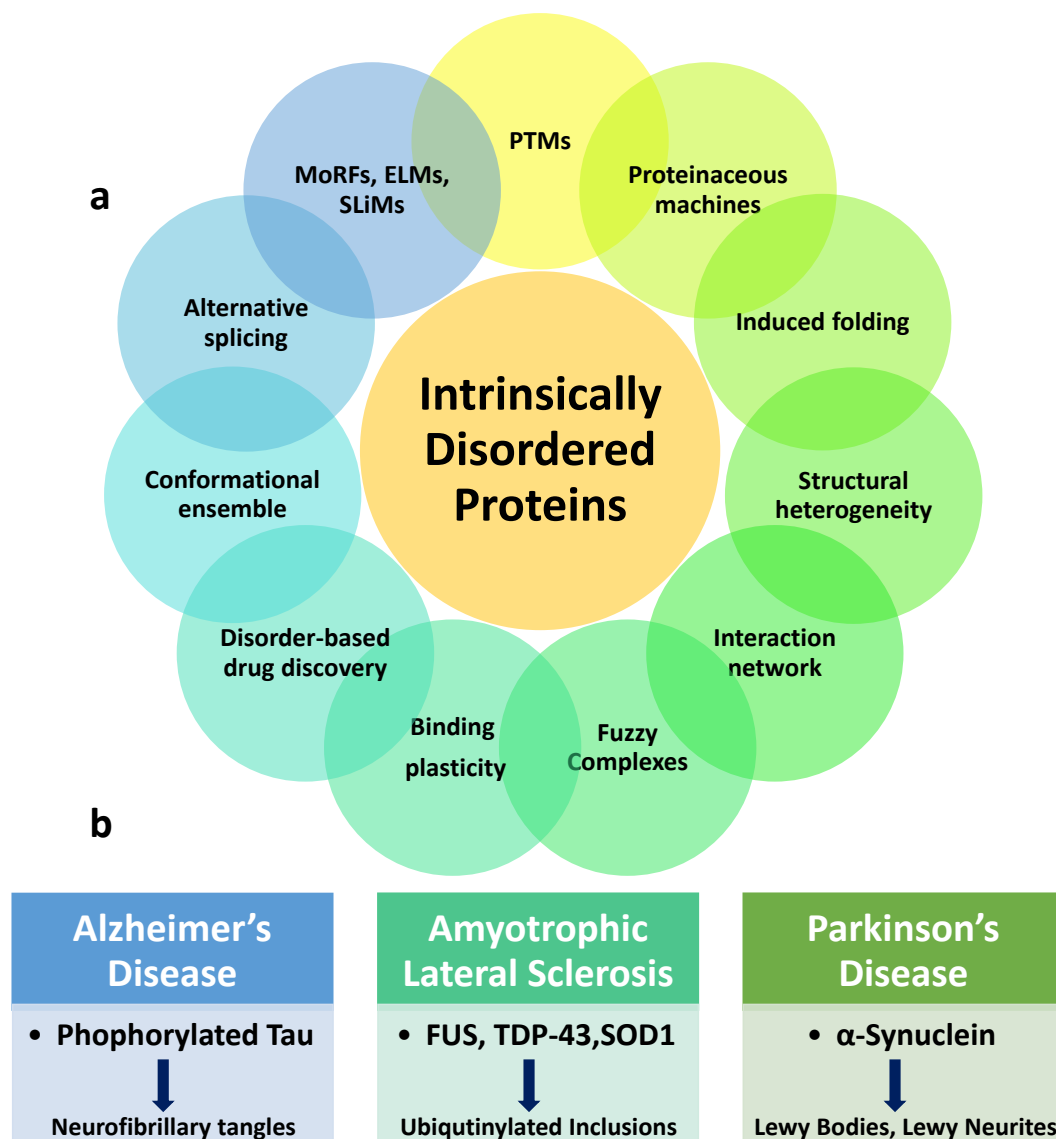 a
PTMs
MoRFs, ELMs,
SLiMs
Proteinaceous
machines
Alternative
splicing
Induced folding
Intrinsically
Disordered
Proteins
Conformational
ensemble
Structural
heterogeneity
Disorder-based
drug discovery
Interaction
network
Binding
plasticity
Fuzzy
Complexes
b
Alzheimer's
Disease
• Phophorylated Tau
Neurofibrillary tangles
Amyotrophic
Lateral Sclerosis
• FUS, TDP-43,SOD1
Ubiqutinylated Inclusions
Parkinson's
Disease
• α-Synuclein
Lewy Bodies, Lewy Neurites